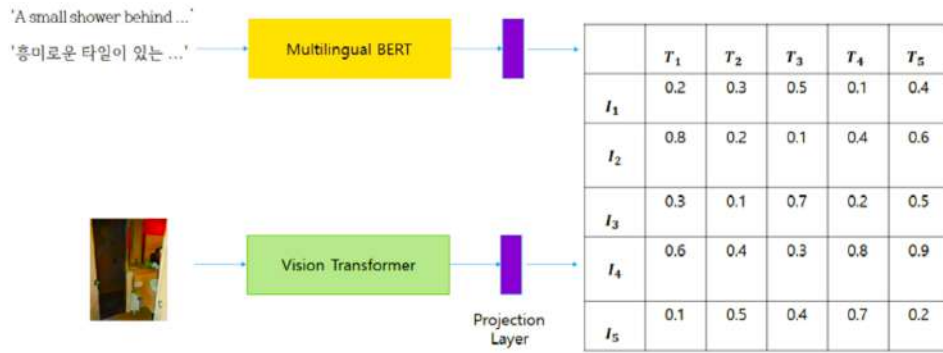 'A small shower behind ...'
'흥미로운 타일이 있는 ...'
Multilingual BERT
Vision Transformer
Projection
Layer
T1 T2 T3 T4 T5
I1 0.2 0.3 0.5 0.1 0.4
I2 0.8 0.2 0.1 0.4 0.6
I3 0.3 0.1 0.7 0.2 0.5
I4 0.6 0.4 0.3 0.8 0.9
I5 0.1 0.5 0.4 0.7 0.2